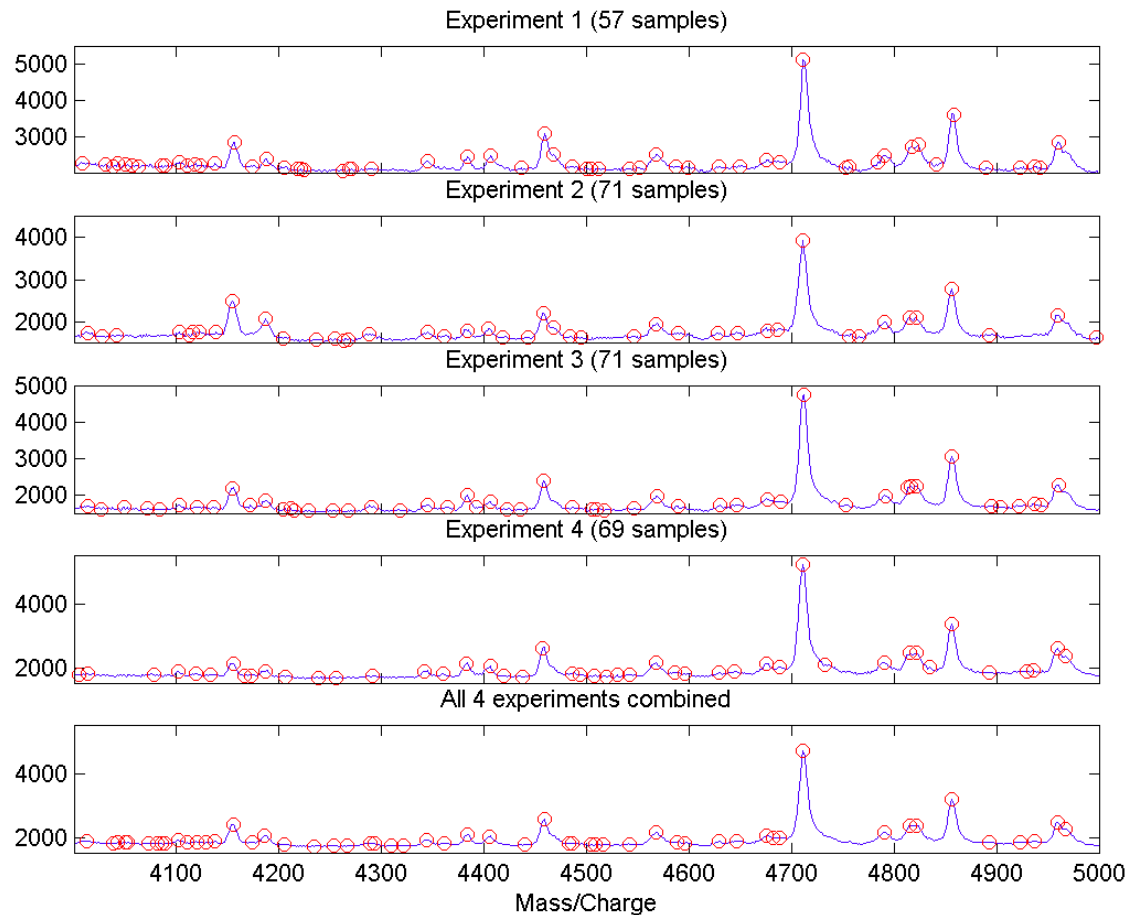 Experiment 1 (57 samples)
5000
4000
3000
Experiment 2 (71 samples)
4000
3000
2000
Experiment 3 (71 samples)
5000
4000
3000
2000
Experiment 4 (69 samples)
4000
2000
All 4 experiments combined
4000
2000
4100 4200 4300 4400 4500 4600 4700 4800 4900 5000
Mass/Charge